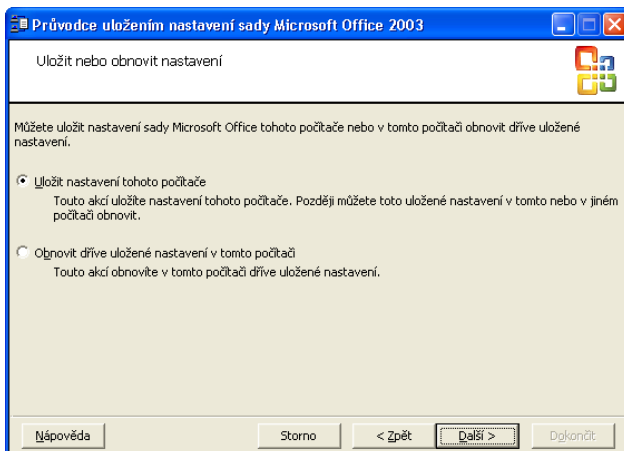 Průvodce uložením nastavení sady Microsoft Office 2003
Uložit nebo obnovit nastavení
Můžete uložit nastavení sady Microsoft Office tohoto počítače nebo v tomto počítači obnovit dříve uložené
nastavení.
Uložit nastavení tohoto počítače
Touto akcí uložíte nastavení tohoto počítače. Později můžete toto uložené nastavení v tomto nebo v jiném
počítači obnovit.
Obnovit dříve uložené nastavení v tomto počítači
Touto akcí obnovíte v tomto počítači dříve uložené nastavení.
Nápověda Storno < Zpět Další > Dokončit